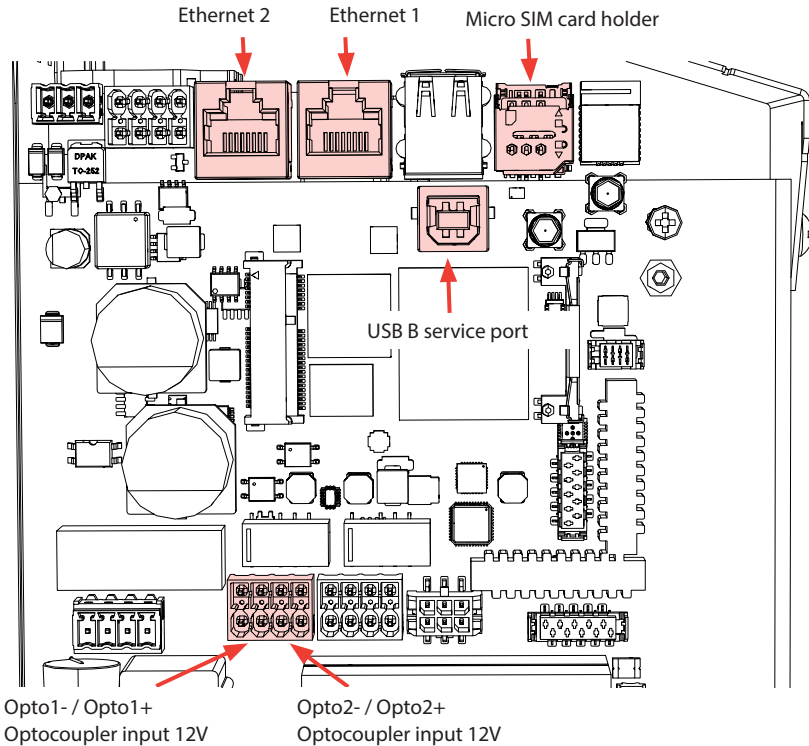 Ethernet 2
Ethernet 1
Micro SIM card holder
DPAK
TO-252
USB B service port
Opto1- / Opto1+
Optocoupler input 12V
Opto2- / Opto2+
Optocoupler input 12V